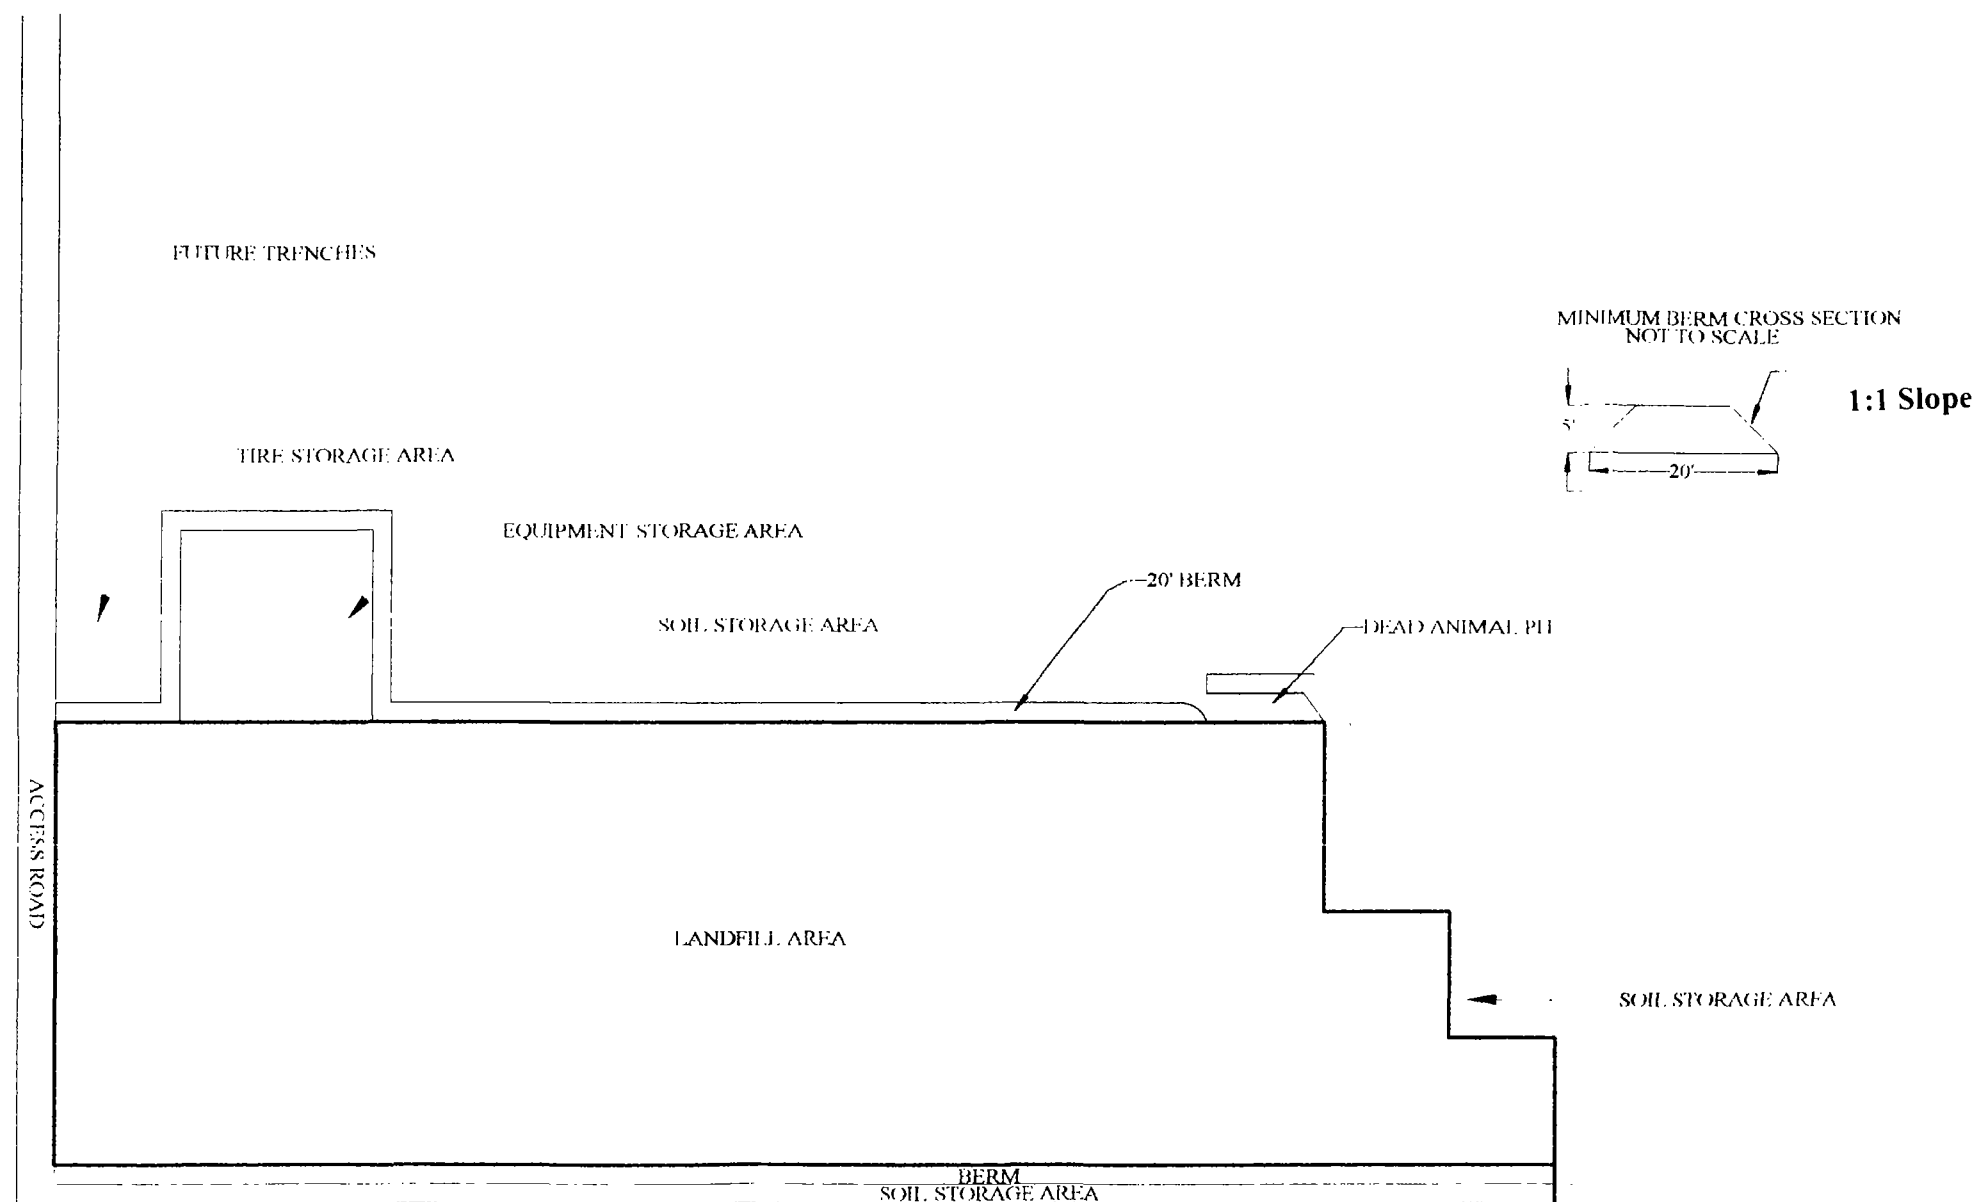 FUTURE TRENCHES
MINIMUM BERM CROSS SECTION
NOT TO SCALE
1:1 Slope
5'
20'
TIRE STORAGE AREA
EQUIPMENT STORAGE AREA
20' BERM
SOIL STORAGE AREA
DEAD ANIMAL PIT
ACCESS ROAD
LANDFILL AREA
SOIL STORAGE AREA
BERM
SOIL STORAGE AREA